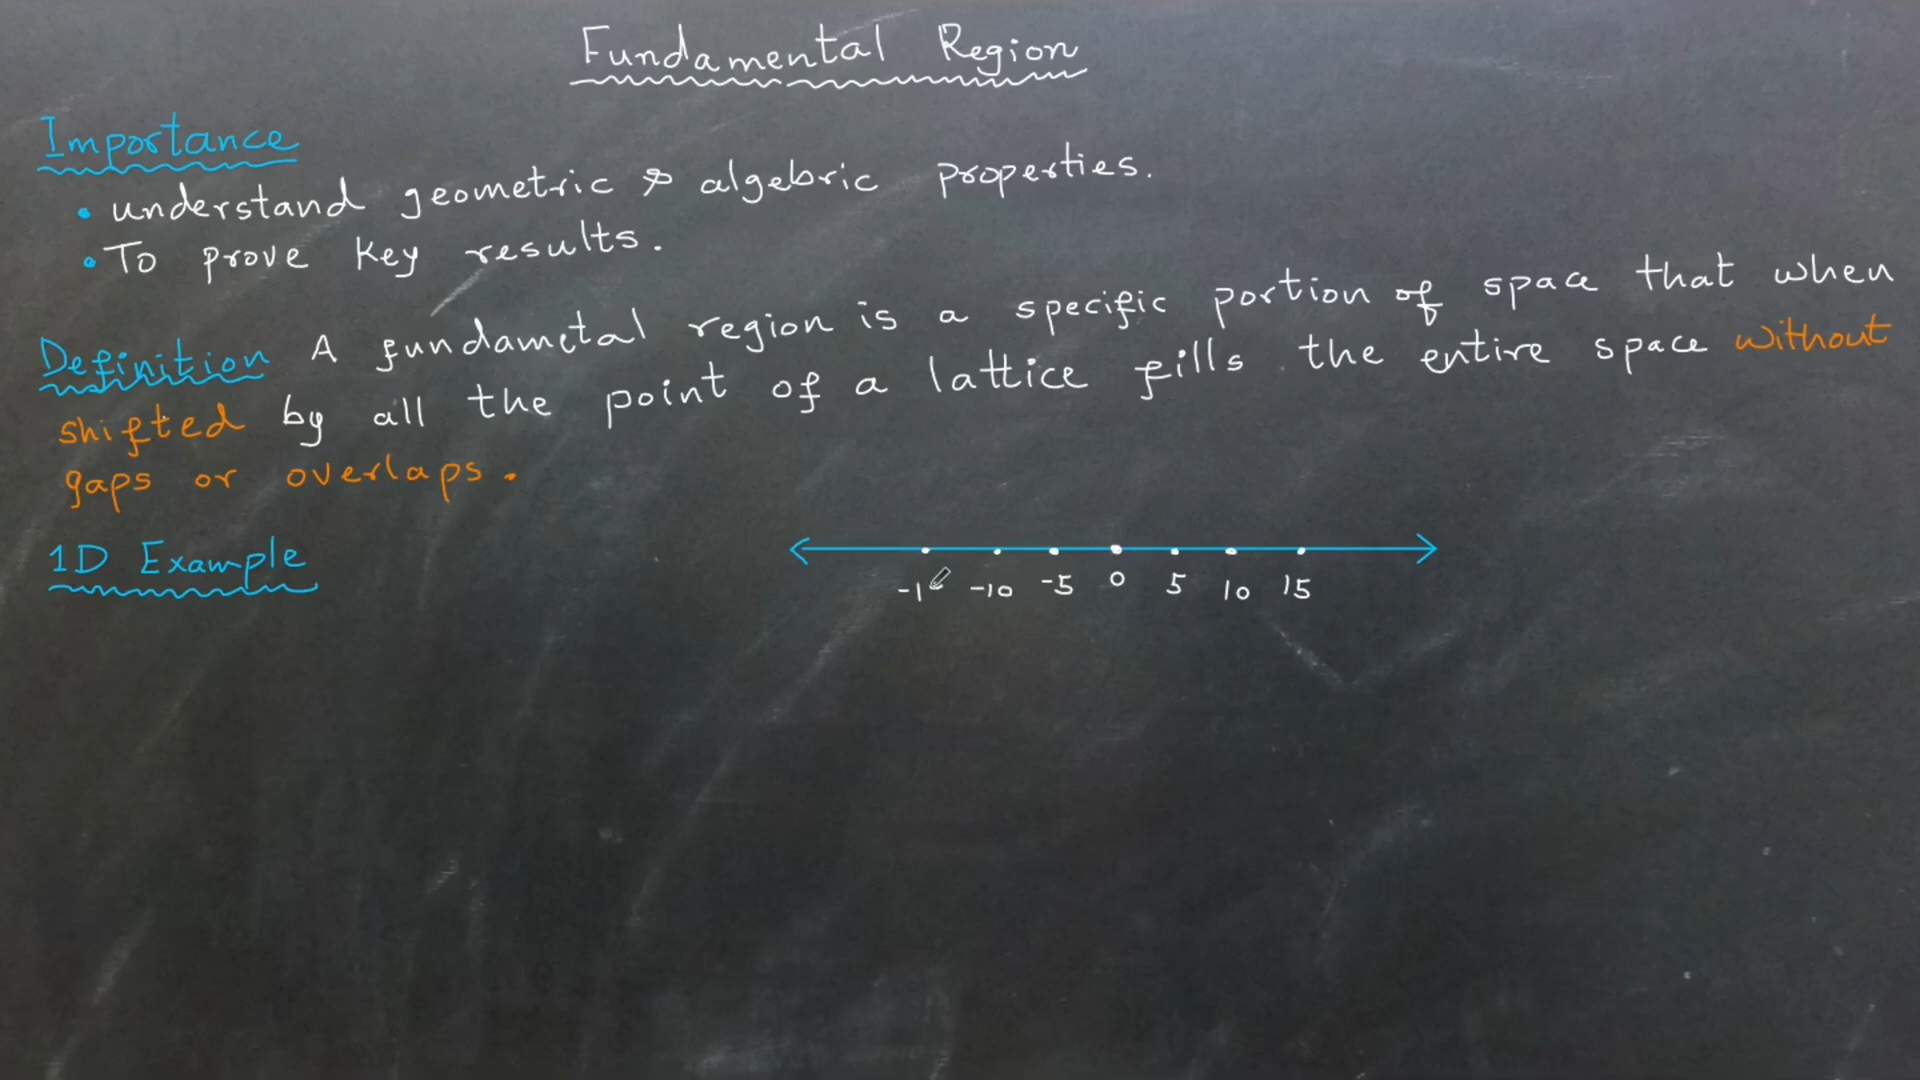 Fundamental Region
Importance
• understand geometric & algebric properties.
• To prove key results.
Definition A fundametal region is a specific portion of space that when
shifted by all the point of a lattice fills the entire space without
gaps or overlaps.
1D Example
-1 -10 -5 0 5 10 15